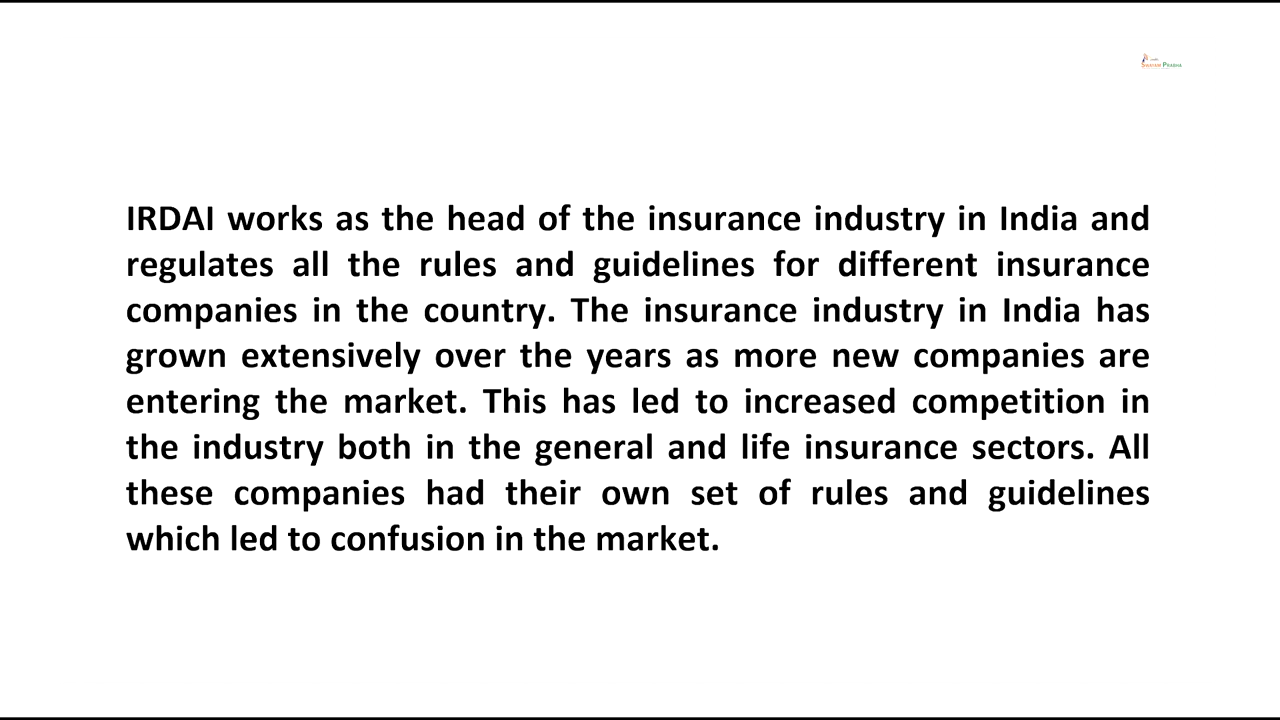 Swayam Prabha
IRDAI works as the head of the insurance industry in India and
regulates all the rules and guidelines for different insurance
companies in the country. The insurance industry in India has
grown extensively over the years as more new companies are
entering the market. This has led to increased competition in
the industry both in the general and life insurance sectors. All
these companies had their own set of rules and guidelines
which led to confusion in the market.